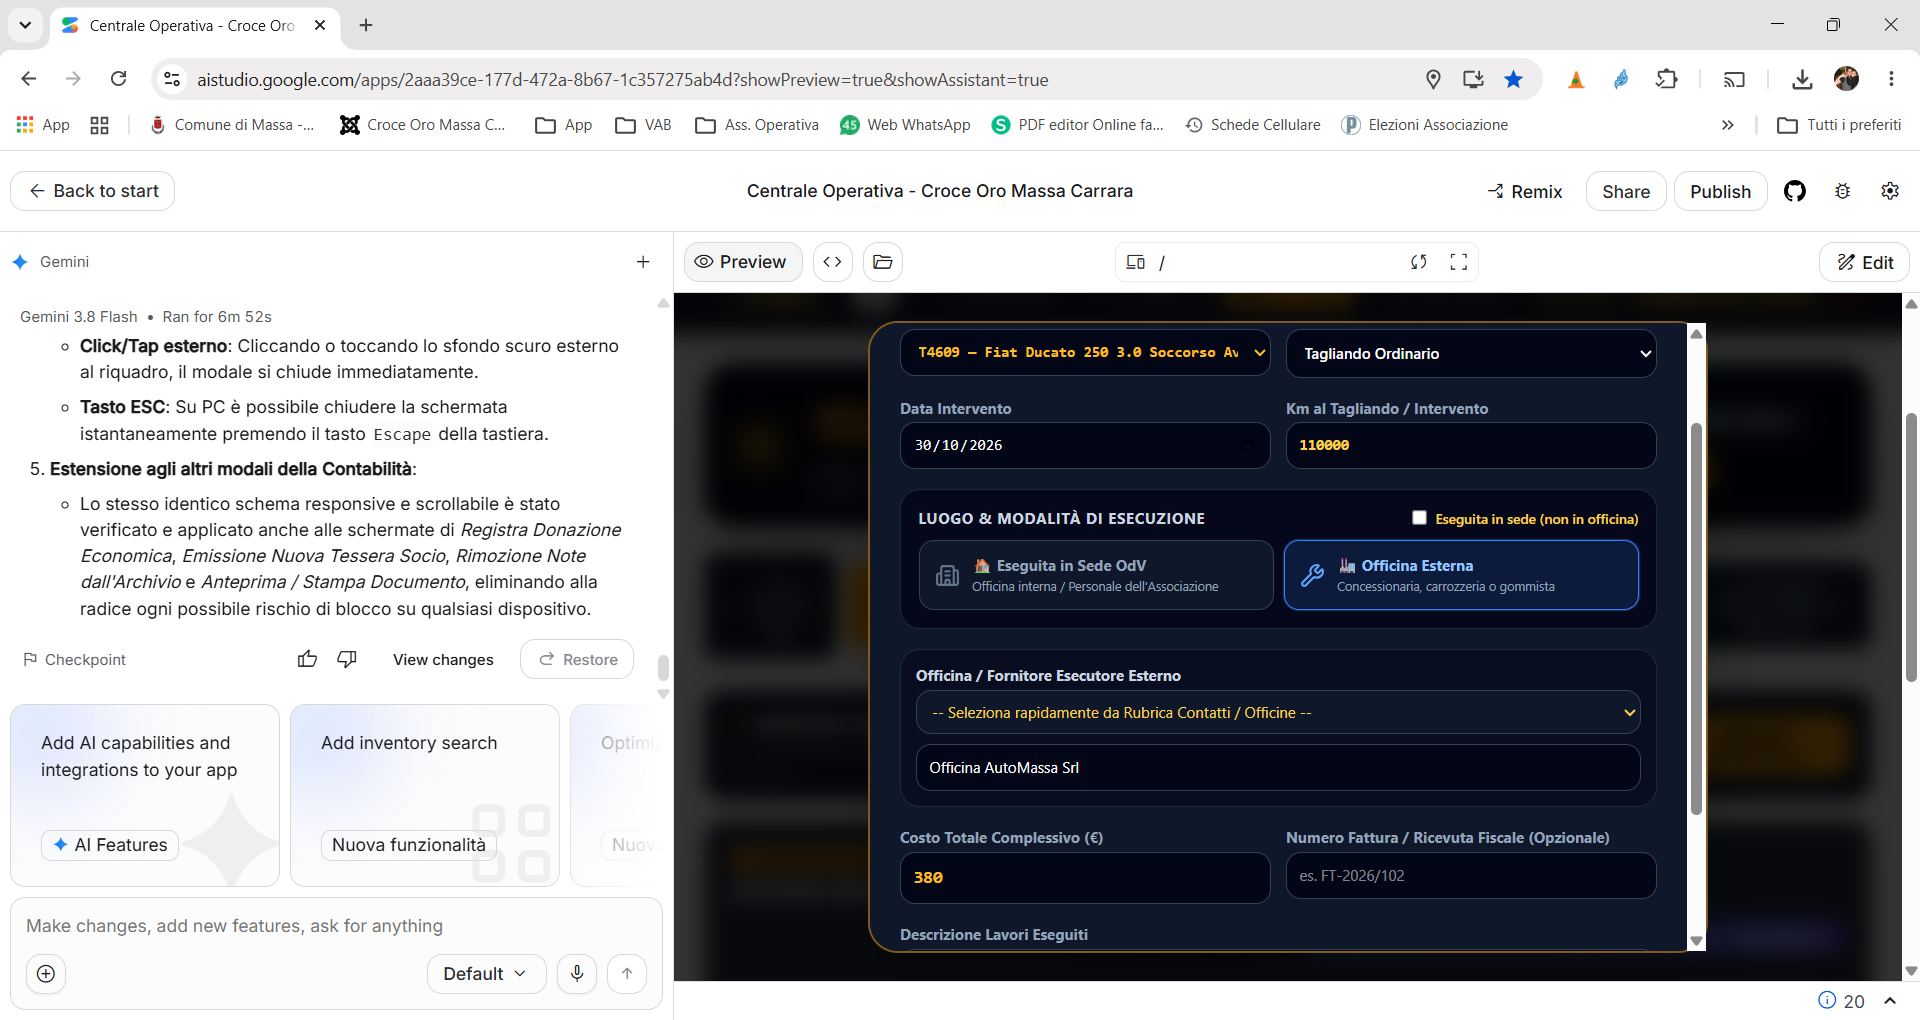 Centrale Operativa - Croce Oro
aistudio.google.com/apps/2aaa39ce-177d-472a-8b67-1c357275ab4d?showPreview=true&showAssistant=true
App
Comune di Massa -...
Croce Oro Massa C...
App
VAB
Ass. Operativa
45
Web WhatsApp
PDF editor Online fa...
Schede Cellulare
Elezioni Associazione
»
Tutti i preferiti
Back to start
Centrale Operativa - Croce Oro Massa Carrara
Remix
Share
Publish
Gemini
Preview
/
Edit
Gemini 3.8 Flash • Ran for 6m 52s
Click/Tap esterno: Cliccando o toccando lo sfondo scuro esterno
al riquadro, il modale si chiude immediatamente.
Tasto ESC: Su PC è possibile chiudere la schermata
istantaneamente premendo il tasto Escape della tastiera.
5. Estensione agli altri modali della Contabilità:
Lo stesso identico schema responsive e scrollabile è stato
verificato e applicato anche alle schermate di Registra Donazione
Economica, Emissione Nuova Tessera Socio, Rimozione Note
dall'Archivio e Anteprima / Stampa Documento, eliminando alla
radice ogni possibile rischio di blocco su qualsiasi dispositivo.
Checkpoint
View changes
Restore
Add AI capabilities and
integrations to your app
AI Features
Add inventory search
Nuova funzionalità
Optimiz
Nuova
Make changes, add new features, ask for anything
Default
T4609 — Fiat Ducato 250 3.0 Soccorso Av
Tagliando Ordinario
Data Intervento
Km al Tagliando / Intervento
30/10/2026
110000
LUOGO & MODALITÀ DI ESECUZIONE
Eseguita in sede (non in officina)
Eseguita in Sede OdV
Officina interna / Personale dell'Associazione
Officina Esterna
Concessionaria, carrozzeria o gommista
Officina / Fornitore Esecutore Esterno
-- Seleziona rapidamente da Rubrica Contatti / Officine --
Officina AutoMassa Srl
Costo Totale Complessivo (€)
Numero Fattura / Ricevuta Fiscale (Opzionale)
380
es. FT-2026/102
Descrizione Lavori Eseguiti
20